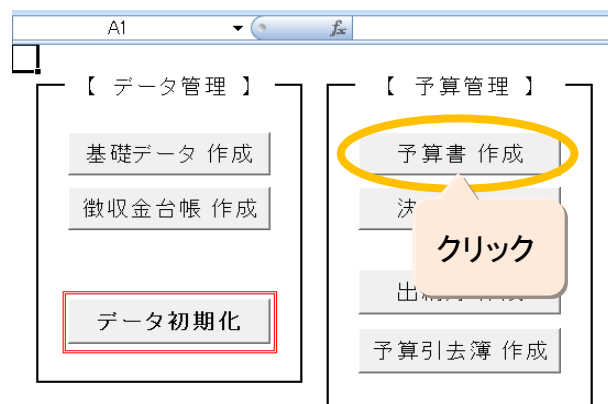 A1
fx
【 データ管理 】
基礎データ 作成
徴収金台帳 作成
データ初期化
【 予算管理 】
予算書 作成
決
クリック
出
予算引去簿 作成